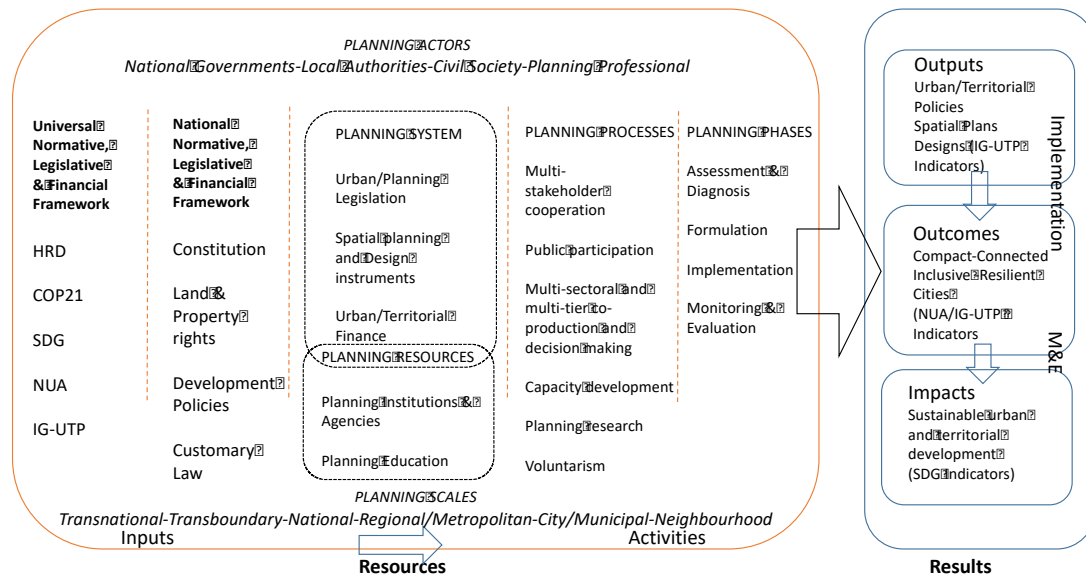 PLANNING ACTORS
National Governments-Local Authorities-Civil Society-Planning Professional
Universal
Normative,
Legislative
& Financial
Framework
HRD
COP21
SDG
NUA
IG-UTP
National
Normative,
Legislative
& Financial
Framework
Constitution
Land &
Property
rights
Development
Policies
Customary
Law
PLANNING SYSTEM
Urban/Planning
Legislation
Spatial planning
and Design
instruments
Urban/Territorial
Finance
PLANNING RESOURCES
Planning Institutions &
Agencies
Planning Education
PLANNING PROCESSES
Multi-
stakeholder
cooperation
Public participation
Multi-sectoral and
multi-tier co-
production and
decision making
Capacity development
Planning research
Voluntarism
PLANNING PHASES
Assessment &
Diagnosis
Formulation
Implementation
Monitoring &
Evaluation
PLANNING SCALES
Transnational-Transboundary-National-Regional/Metropolitan-City/Municipal-Neighbourhood
Inputs
Activities
Resources
Outputs
Urban/Territorial
Policies
Spatial Plans
Designs (IG-UTP
Indicators)
Implementation
Outcomes
Compact-Connected
Inclusive Resilient
Cities
(NUA/IG-UTP
Indicators
M&E
Impacts
Sustainable urban
and territorial
development
(SDG Indicators)
Results